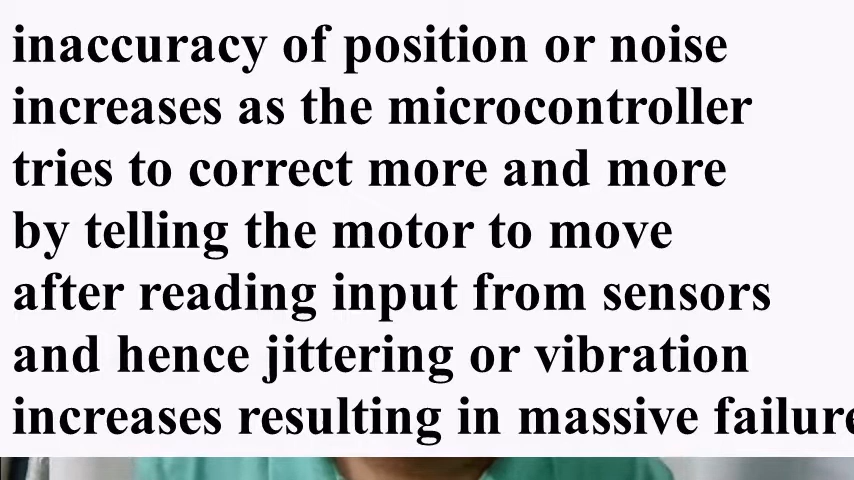 inaccuracy of position or noise
increases as the microcontroller
tries to correct more and more
by telling the motor to move
after reading input from sensors
and hence jittering or vibration
increases resulting in massive failure